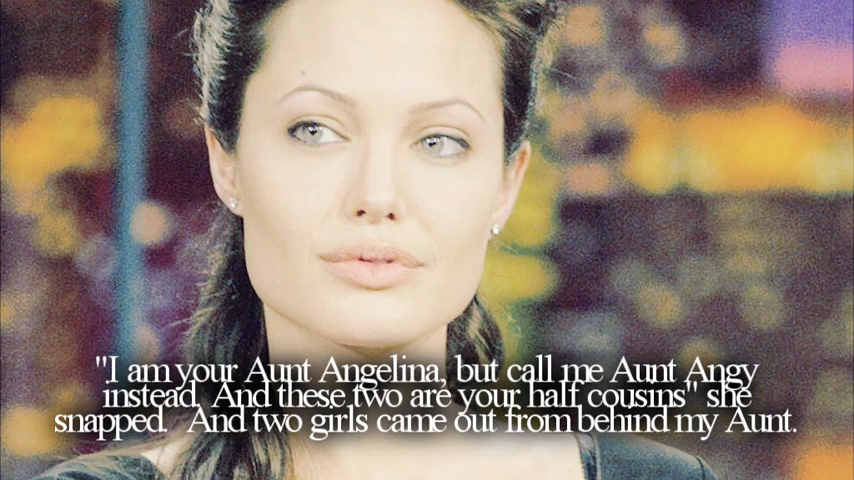 "I am your Aunt Angelina, but call me Aunt Angy
instead. And these two are your half cousins" she
snapped. And two girls came out from behind my Aunt.